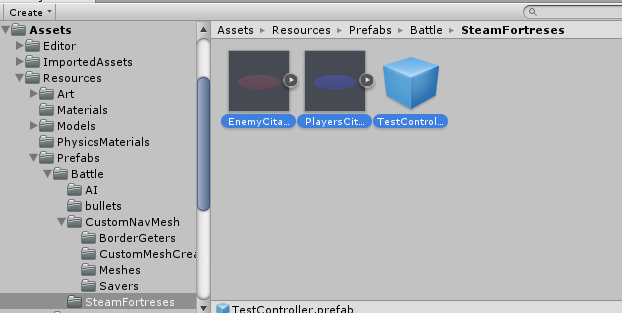 Create
Assets
Editor
ImportedAssets
Resources
Art
Materials
Models
PhysicsMaterials
Prefabs
Battle
AI
bullets
CustomNavMesh
BorderGeters
CustomMeshCrea
Meshes
Savers
SteamFortreses
Assets ▸ Resources ▸ Prefabs ▸ Battle ▸ SteamFortreses
EnemyCita... PlayersCit... TestControl...
TestController.prefab